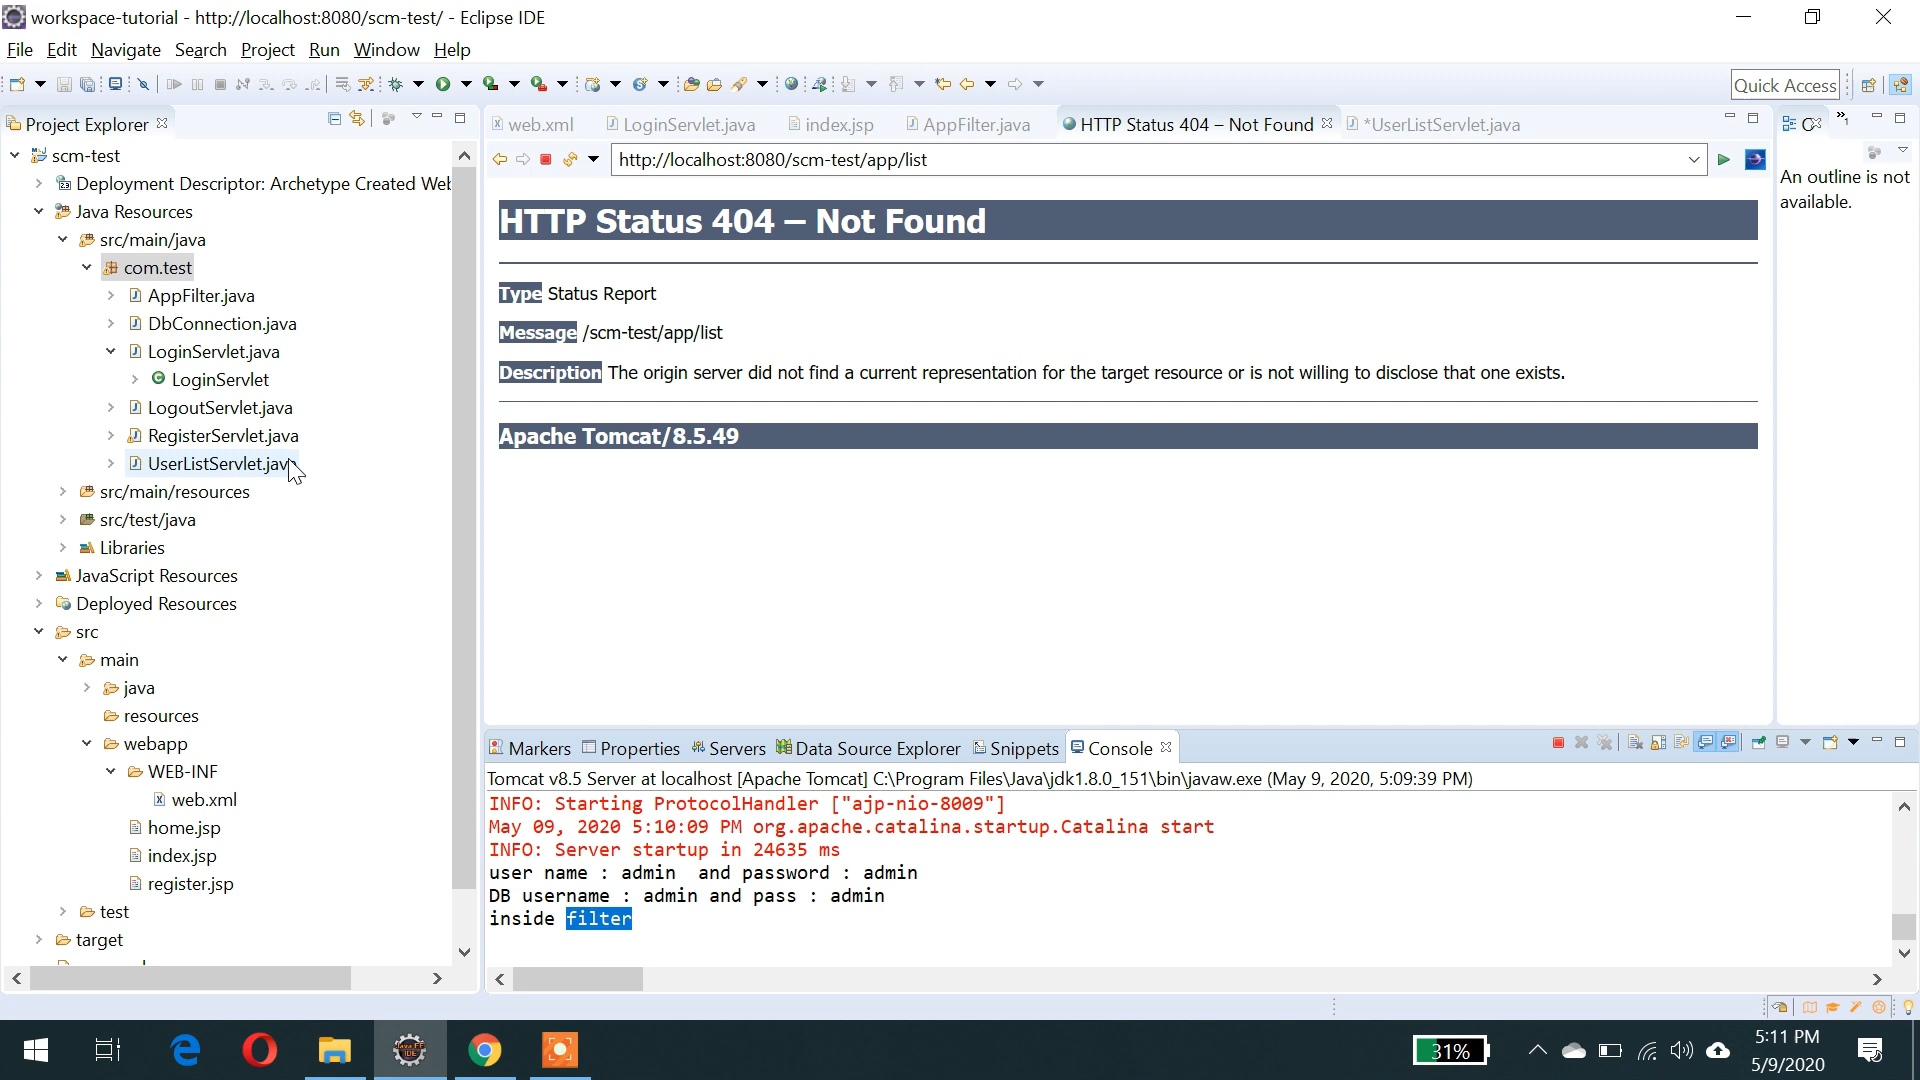 workspace-tutorial - http://localhost:8080/scm-test/ - Eclipse IDE
File Edit Navigate Search Project Run Window Help
Quick Access
Project Explorer
web.xml LoginServlet.java index.jsp AppFilter.java HTTP Status 404 – Not Found *UserListServlet.java
http://localhost:8080/scm-test/app/list
An outline is not
available.
scm-test
Deployment Descriptor: Archetype Created Wel
Java Resources
src/main/java
com.test
AppFilter.java
DbConnection.java
LoginServlet.java
LoginServlet
LogoutServlet.java
RegisterServlet.java
UserListServlet.java
src/main/resources
src/test/java
Libraries
JavaScript Resources
Deployed Resources
src
main
java
resources
webapp
WEB-INF
web.xml
home.jsp
index.jsp
register.jsp
test
target
HTTP Status 404 – Not Found
Type Status Report
Message /scm-test/app/list
Description The origin server did not find a current representation for the target resource or is not willing to disclose that one exists.
Apache Tomcat/8.5.49
Markers Properties Servers Data Source Explorer Snippets Console
Tomcat v8.5 Server at localhost [Apache Tomcat] C:\Program Files\Java\jdk1.8.0_151\bin\javaw.exe (May 9, 2020, 5:09:39 PM)
INFO: Starting ProtocolHandler ["ajp-nio-8009"]
May 09, 2020 5:10:09 PM org.apache.catalina.startup.Catalina start
INFO: Server startup in 24635 ms
user name : admin  and password : admin
DB username : admin and pass : admin
inside filter
31%
5:11 PM
5/9/2020